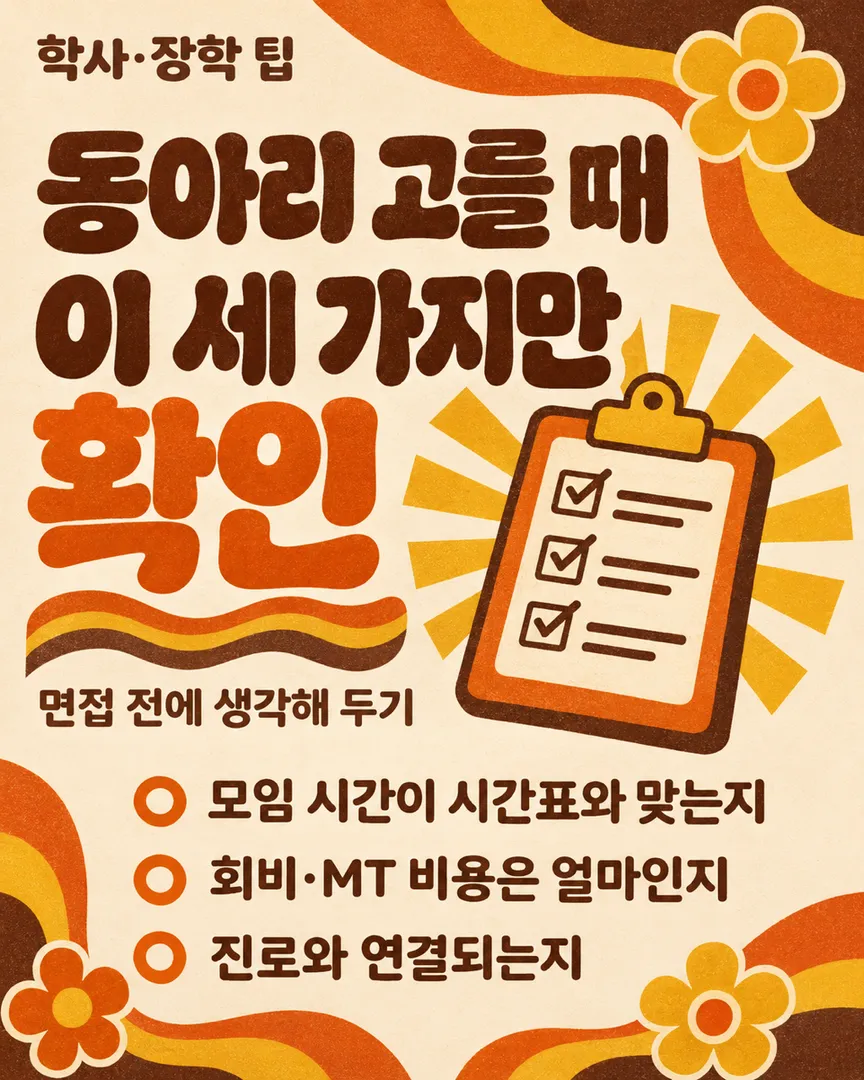 학사·장학 팁
동아리 고를 때
이 세 가지만
확인
면접 전에 생각해 두기
모임 시간이 시간표와 맞는지
회비·MT 비용은 얼마인지
진로와 연결되는지